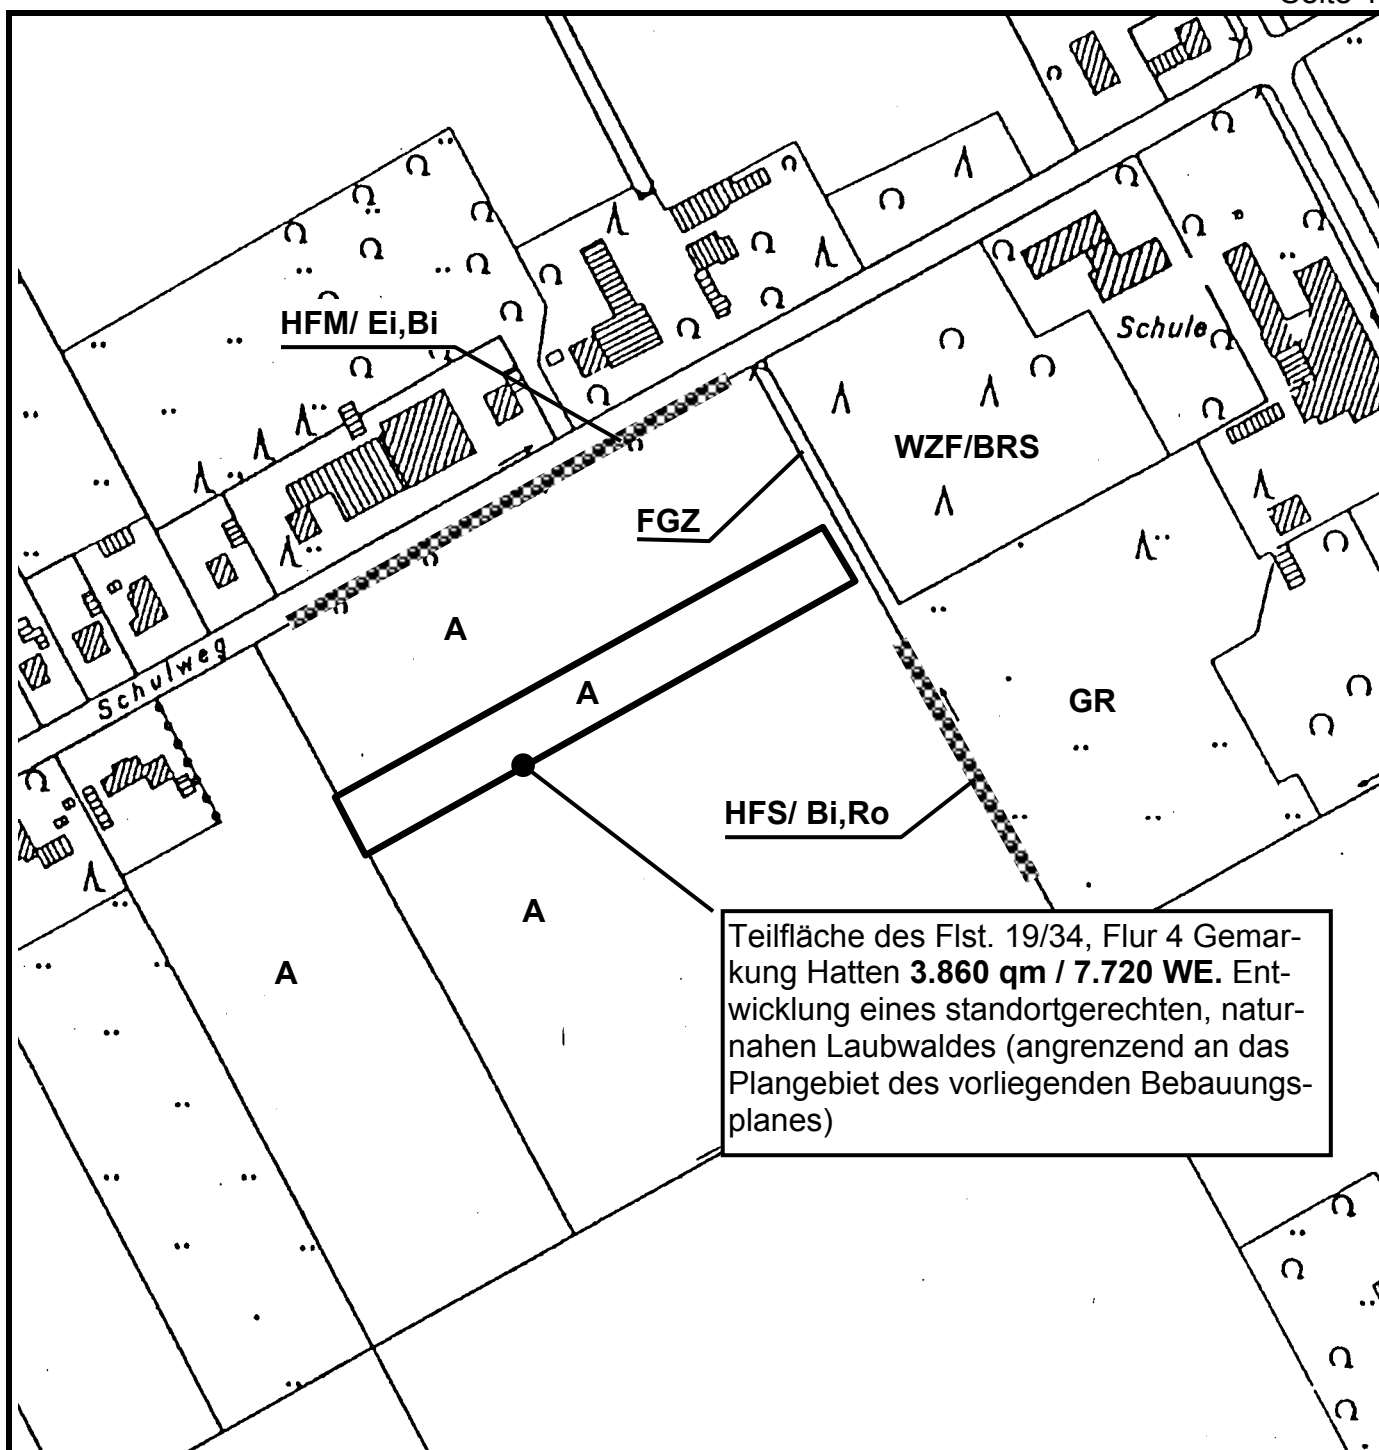 HFM/ Ei,Bi
Schule
WZF/BRS
FGZ
A
Schulweg
A
GR
HFS/ Bi,Ro
A
A
Teilfläche des Flst. 19/34, Flur 4 Gemar-
kung Hatten 3.860 qm / 7.720 WE. Ent-
wicklung eines standortgerechten, natur-
nahen Laubwaldes (angrenzend an das
Plangebiet des vorliegenden Bebauungs-
planes)